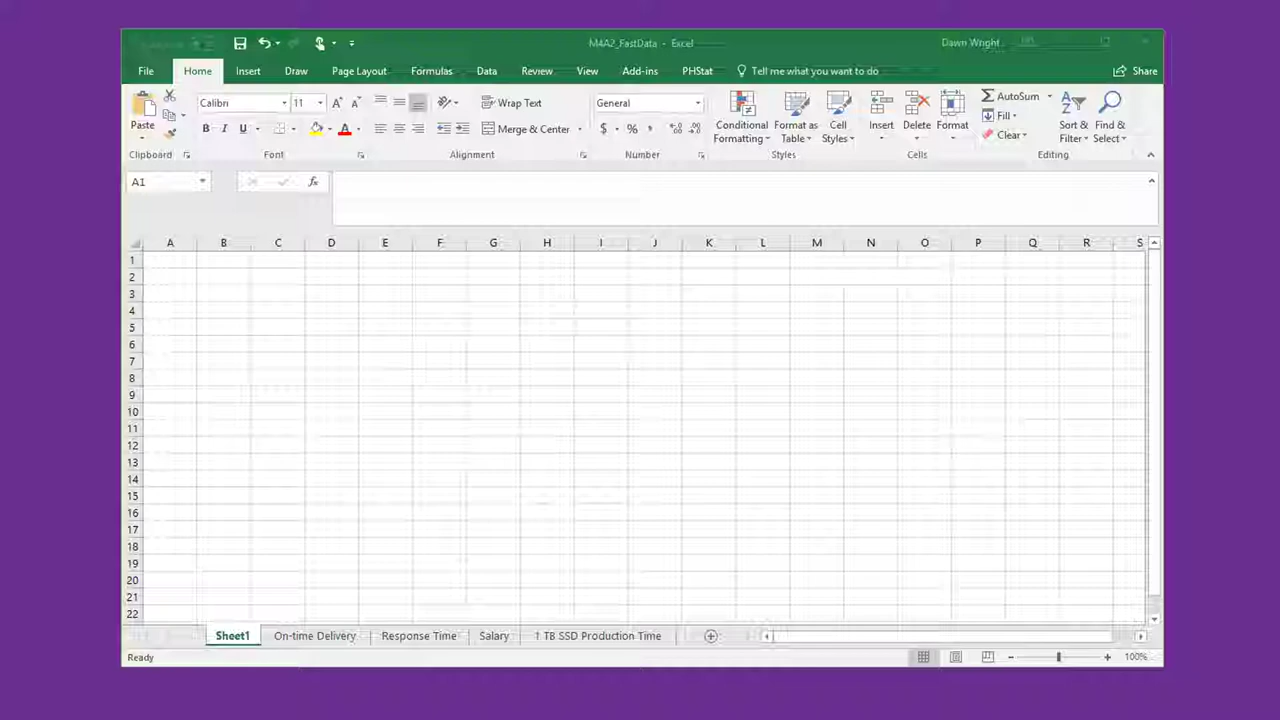 M4A2_FastData - Excel
Dawn Wright
File Home Insert Draw Page Layout Formulas Data Review View Add-ins PHStat Tell me what you want to do Share
Calibri 11 Wrap Text General AutoSum
Paste B I U Merge & Center $ % , Conditional Formatting Format as Table Cell Styles Insert Delete Format Fill Sort & Filter Find & Select
Clear
Clipboard Font Alignment Number Styles Cells Editing
A1 fx
A B C D E F G H I J K L M N O P Q R S
1
2
3
4
5
6
7
8
9
10
11
12
13
14
15
16
17
18
19
20
21
22
Sheet1 On-time Delivery Response Time Salary 1 TB SSD Production Time
Ready 100%